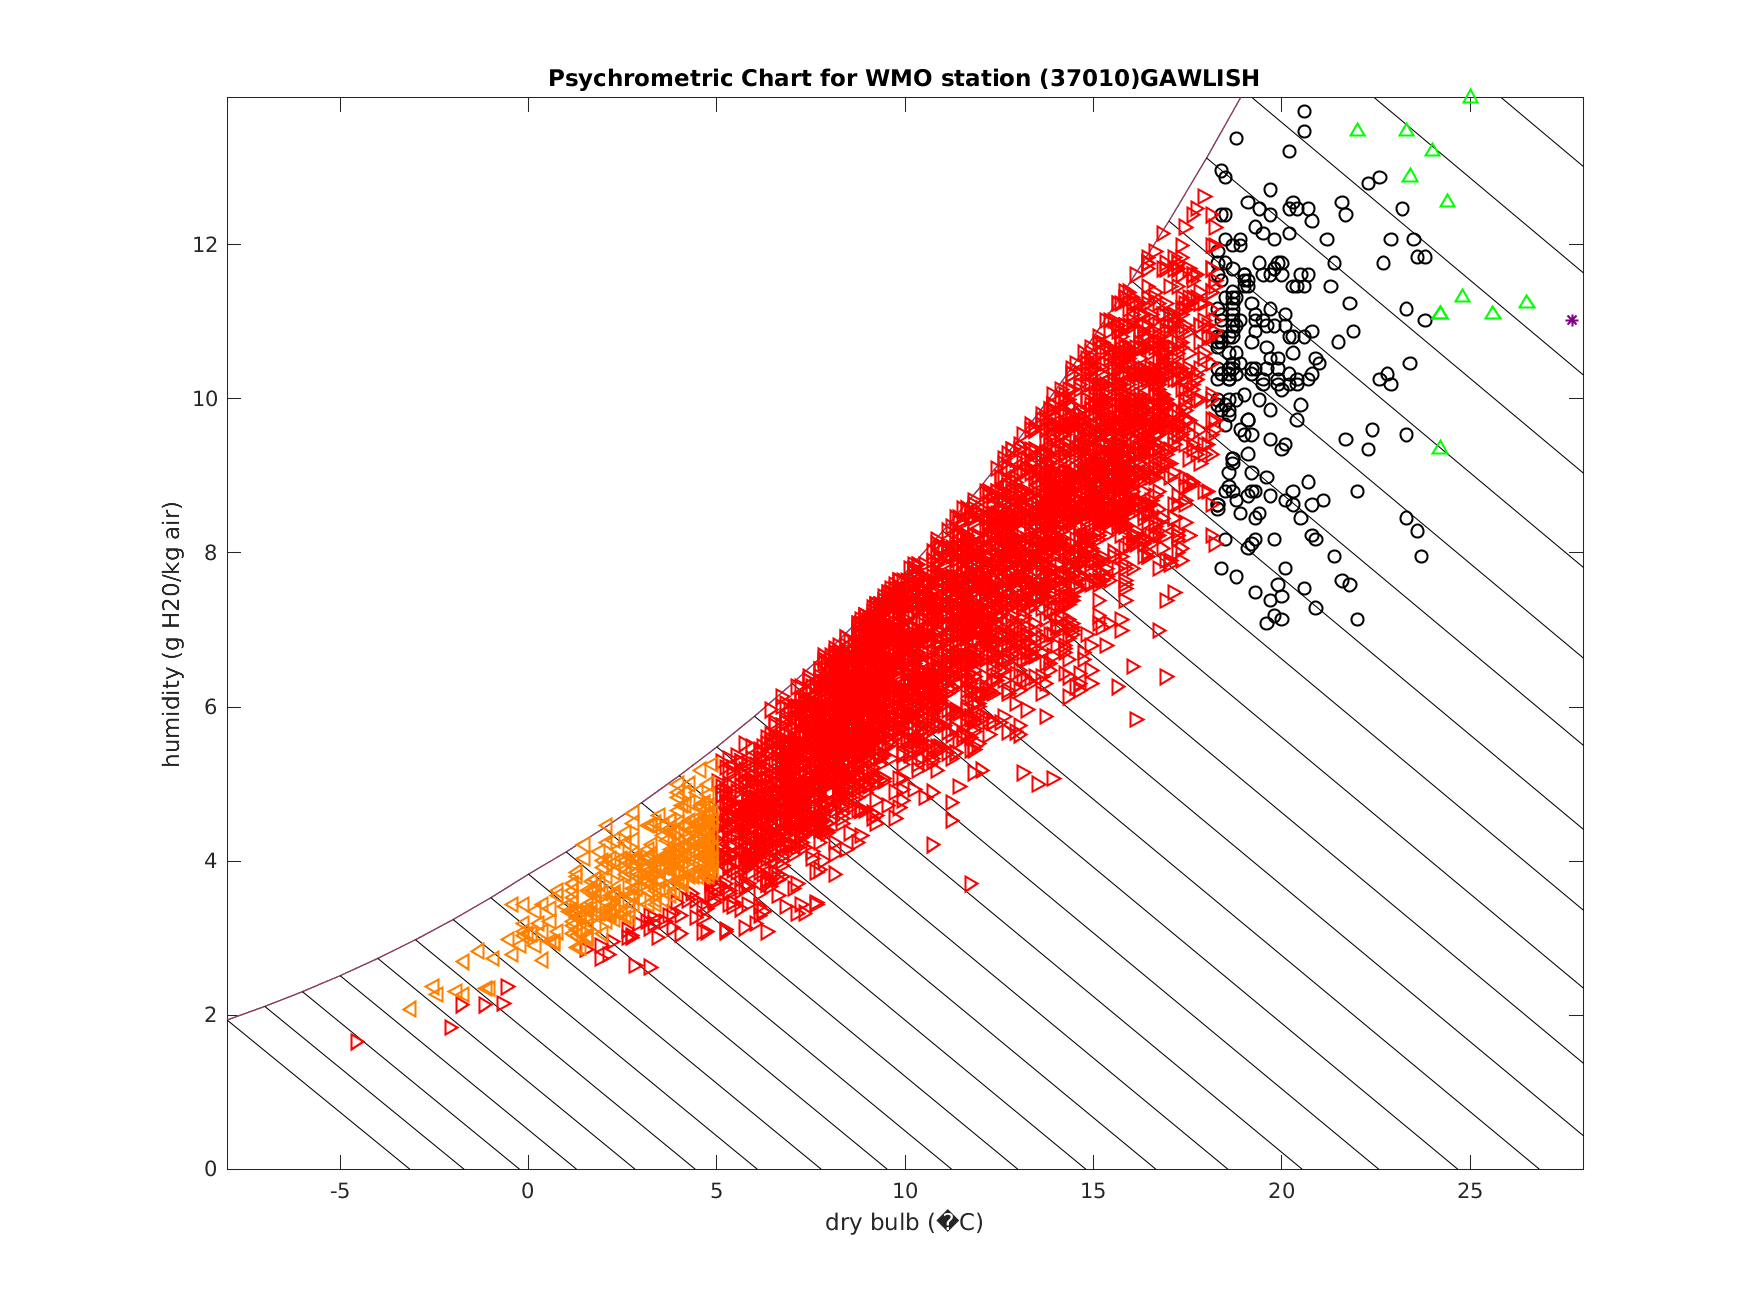 Psychrometric Chart for WMO station (37010)GAWLISH
humidity (g H20/kg air)
12
10
8
6
4
2
0
-5 0 5 10 15 20 25
dry bulb (�C)